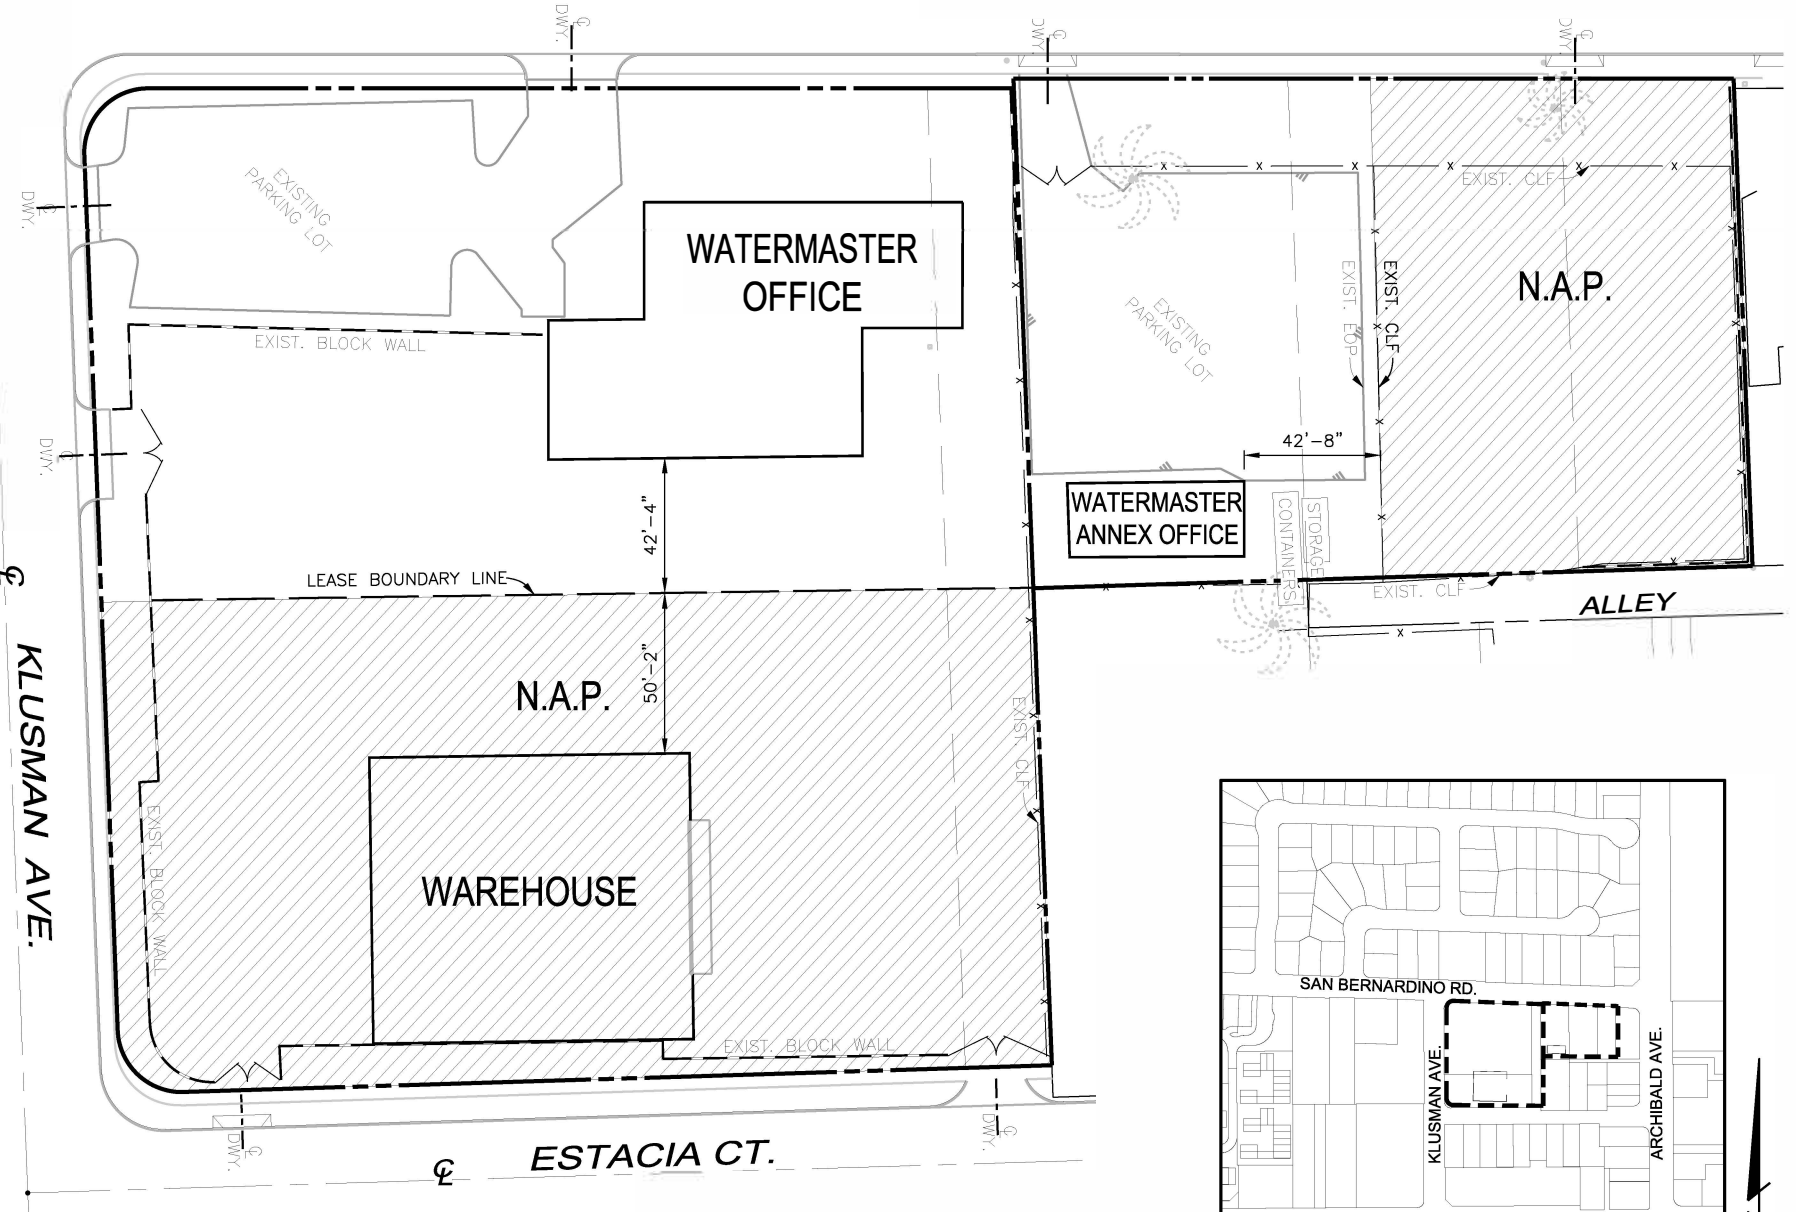 ℄
DWY.
℄
DWY.
℄
DWY.
℄
DWY.
EXISTING
PARKING LOT
℄
DWY.
WATERMASTER
OFFICE
EXIST. CLF
N.A.P.
EXIST. EOP
EXIST. CLF
EXISTING
PARKING LOT
EXIST. BLOCK WALL
℄
DWY.
42'-8"
42'-4"
WATERMASTER
ANNEX OFFICE
STORAGE
CONTAINERS
℄
LEASE BOUNDARY LINE
EXIST. CLF
ALLEY
KLUSMAN AVE.
N.A.P.
50'-2"
EXIST. CLF
EXIST. BLOCK WALL
WAREHOUSE
EXIST. BLOCK WALL
℄
DWY.
℄
DWY.
℄
ESTACIA CT.
SAN BERNARDINO RD.
KLUSMAN AVE.
ARCHIBALD AVE.